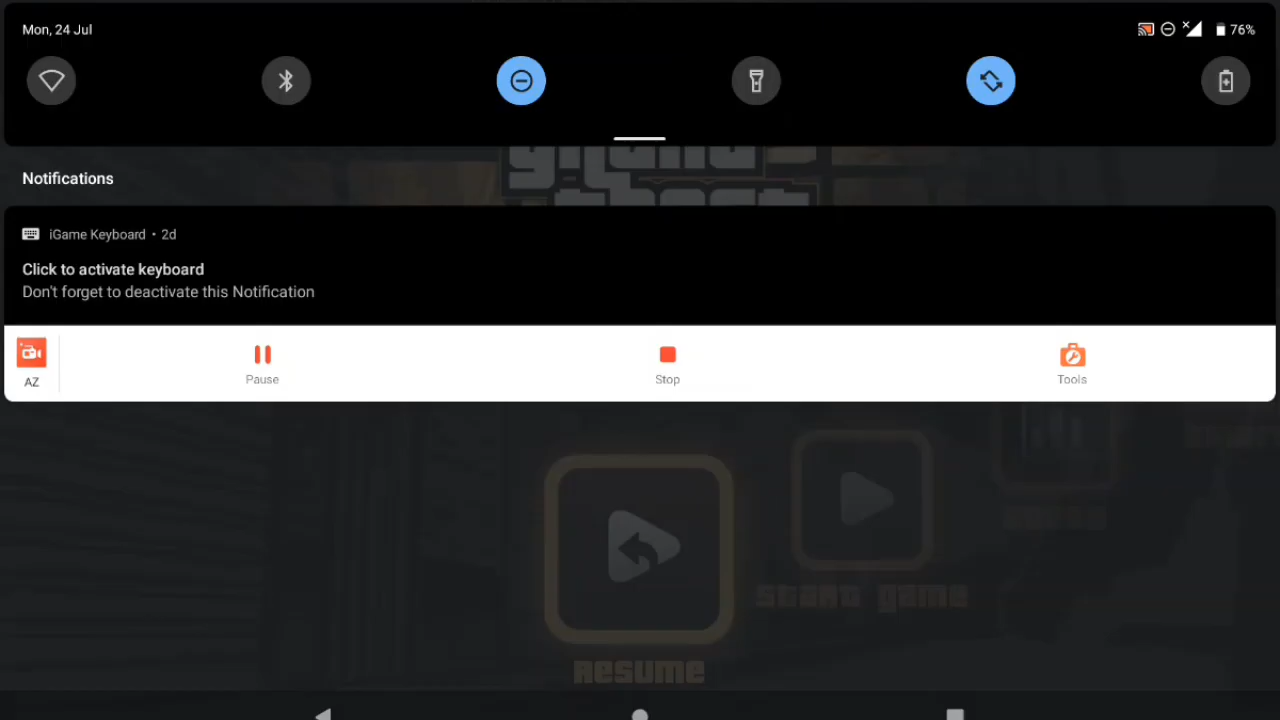 Mon, 24 Jul
76%
Notifications
iGame Keyboard • 2d
Click to activate keyboard
Don't forget to deactivate this Notification
AZ
Pause
Stop
Tools
start game
Resume